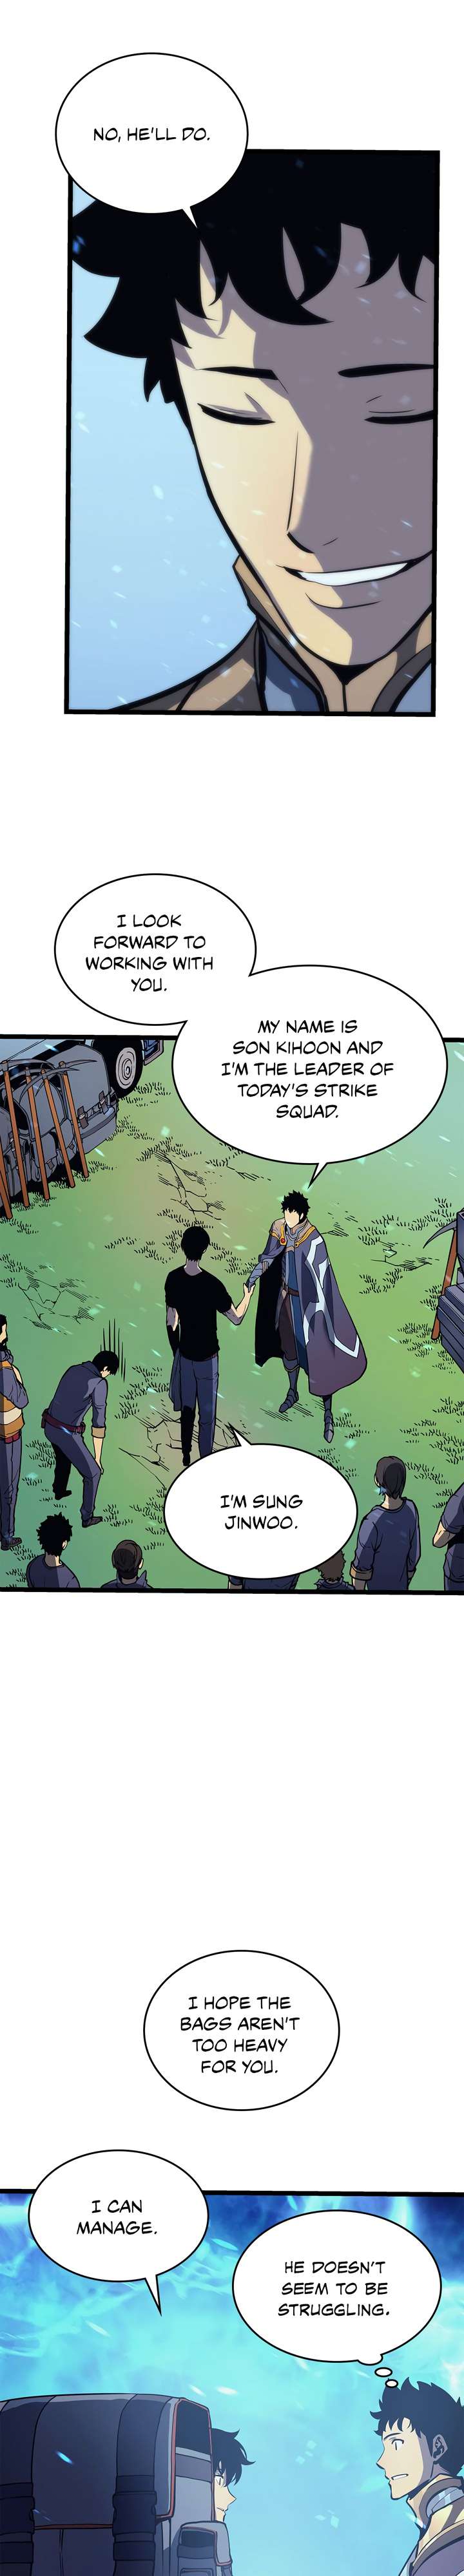 NO, HE'LL DO.
I LOOK
FORWARD TO
WORKING WITH
YOU.
MY NAME IS
SON KIHOON AND
I'M THE LEADER OF
TODAY'S STRIKE
SQUAD.
I'M SUNG
JINWOO.
I HOPE THE
BAGS AREN'T
TOO HEAVY
FOR YOU.
I CAN
MANAGE.
HE DOESN'T
SEEM TO BE
STRUGGLING.